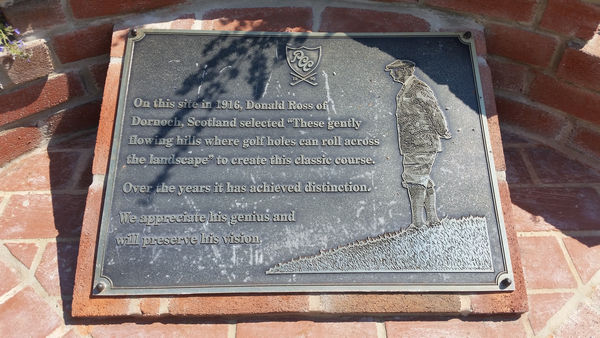 On this site in 1916, Donald Ross of
Dornoch, Scotland selected "These gently
flowing hills where golf holes can roll across
the landscape" to create this classic course.
Over the years it has achieved distinction.
We appreciate his genius and
will preserve his vision.